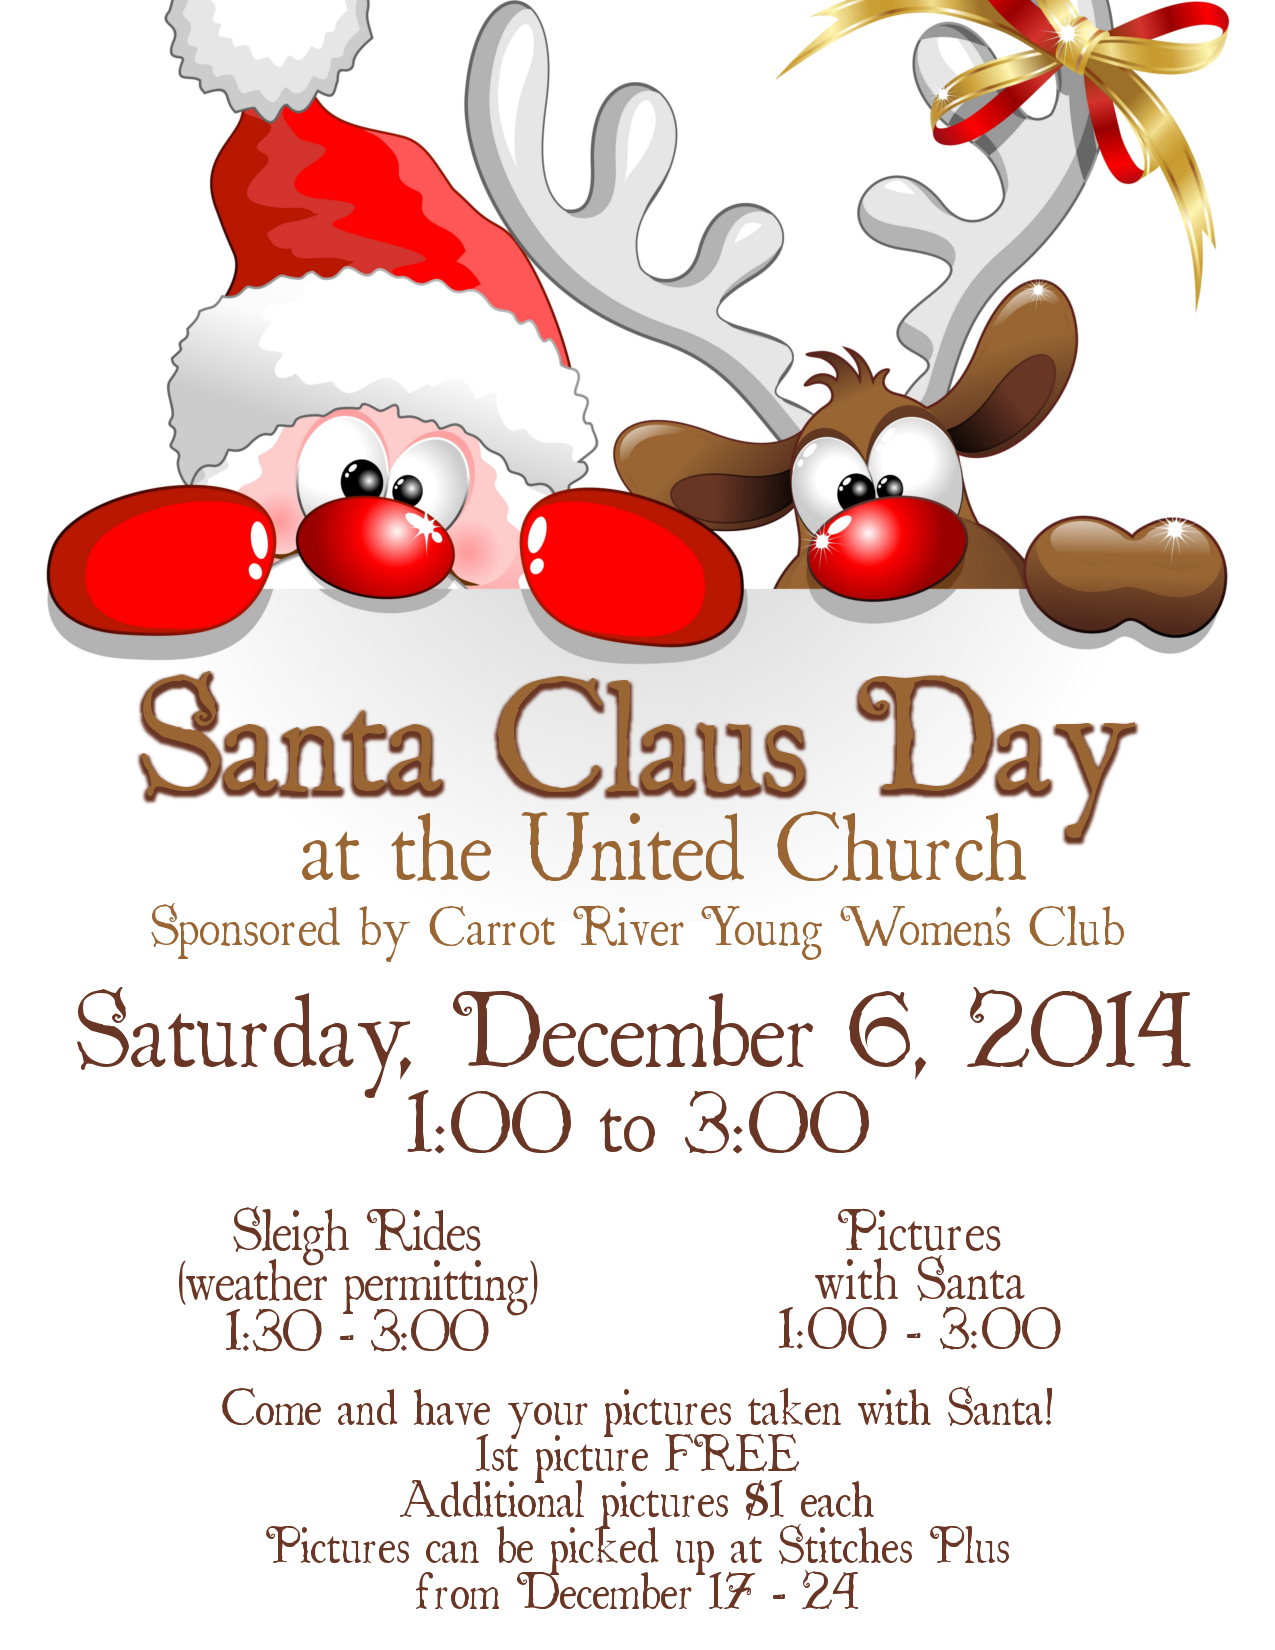 Santa Claus Day
at the United Church
Sponsored by Carrot River Young Women's Club
Saturday, December 6, 2014
1:00 to 3:00
Sleigh Rides
(weather permitting)
1:30 - 3:00
Pictures
with Santa
1:00 - 3:00
Come and have your pictures taken with Santa!
1st picture FREE
Additional pictures $1 each
Pictures can be picked up at Stitches Plus
from December 17 - 24